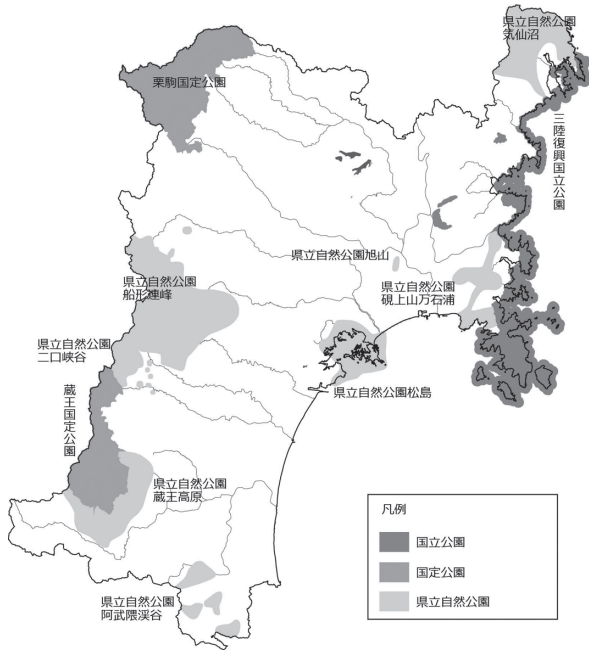 県立自然公園
気仙沼
栗駒国定公園
三陸復興国立公園
県立自然公園旭山
県立自然公園
船形連峰
県立自然公園
硯上山万石浦
県立自然公園
二口峡谷
県立自然公園松島
蔵王国定公園
県立自然公園
蔵王高原
県立自然公園
阿武隈渓谷
凡例
国立公園
国定公園
県立自然公園